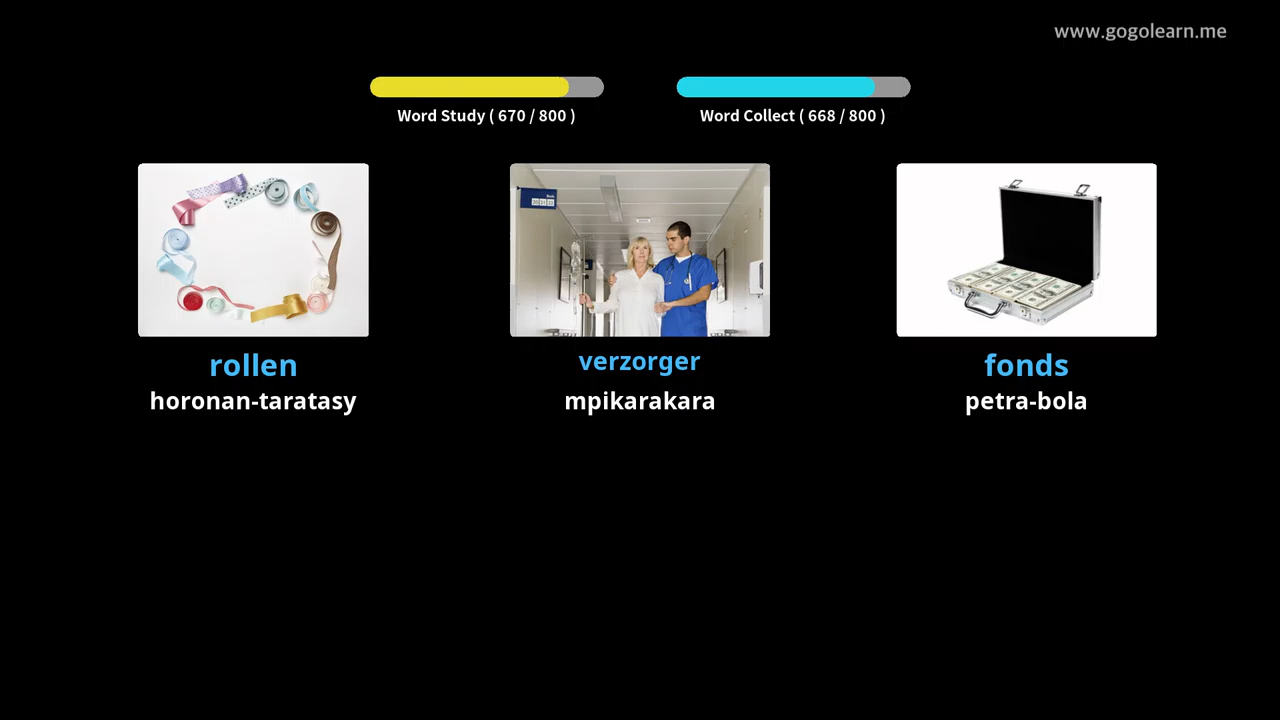 www.gogolearn.me
Word Study ( 670 / 800 )
Word Collect ( 668 / 800 )
rollen
verzorger
fonds
horonan-taratasy
mpikarakara
petra-bola